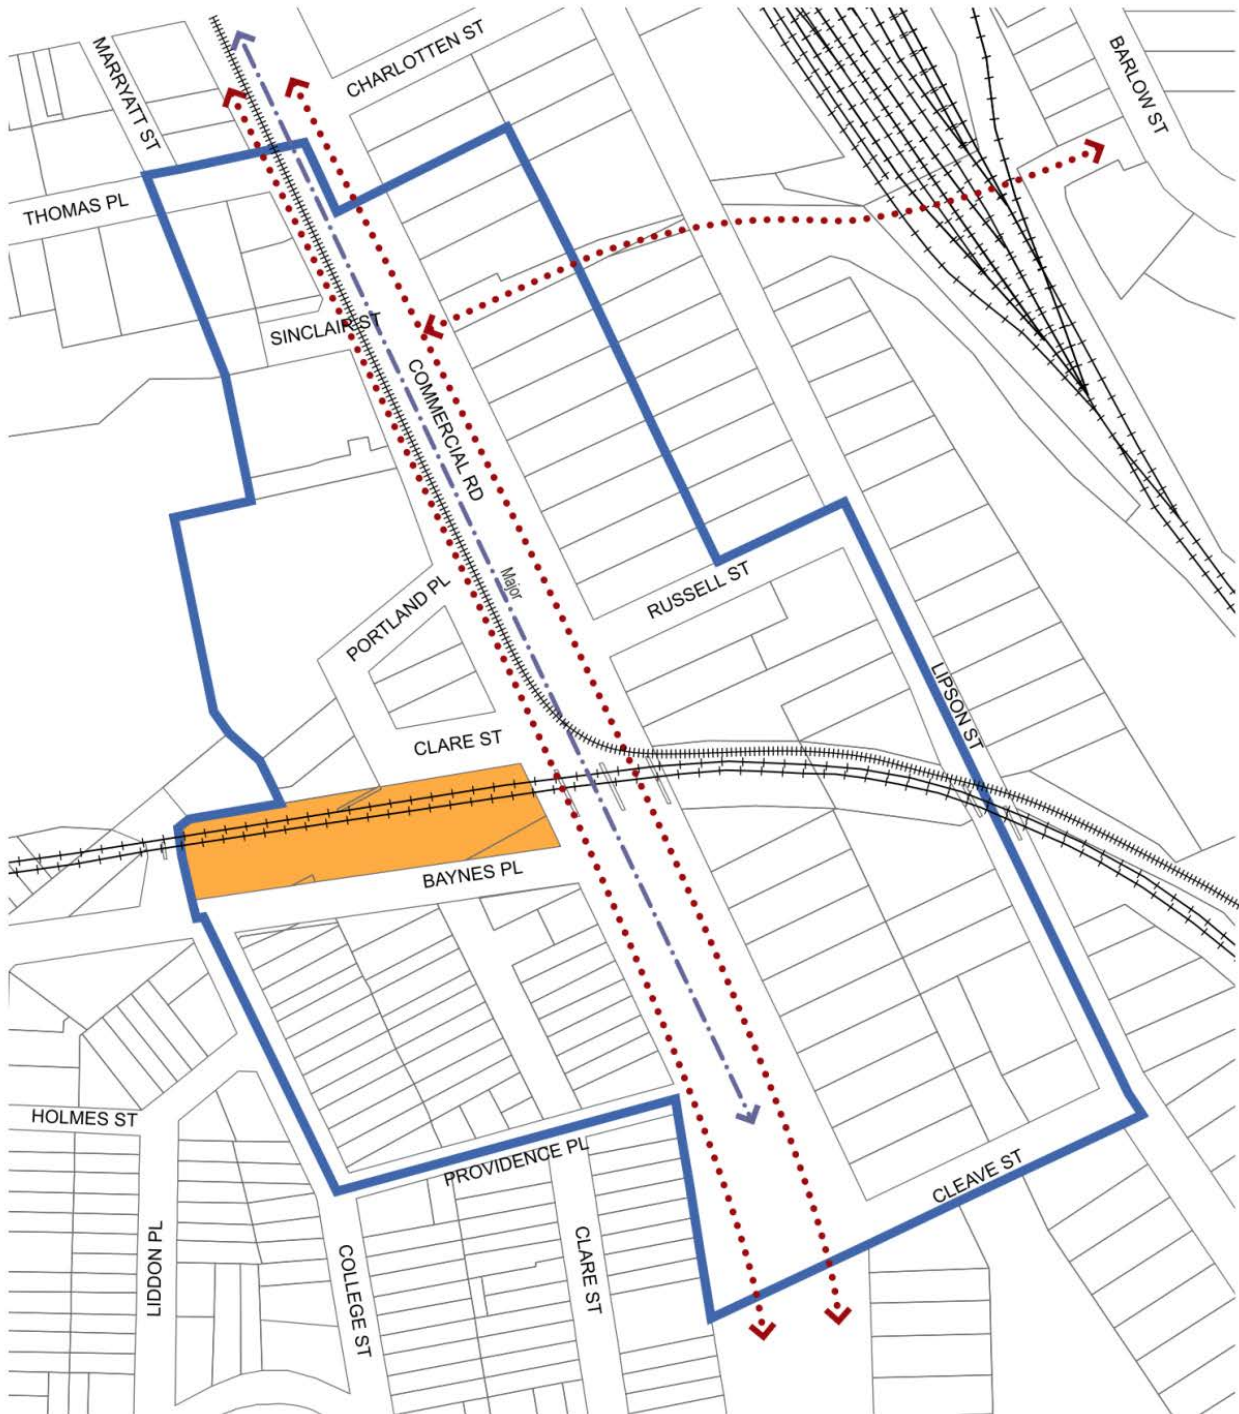 MARRYATT ST
CHARLOTTEN ST
BARLOW ST
THOMAS PL
SINCLAIR ST
COMMERCIAL RD
Major
PORTLAND PL
RUSSELL ST
LIPSON ST
CLARE ST
BAYNES PL
HOLMES ST
PROVIDENCE PL
CLEAVE ST
LIDDON PL
COLLEGE ST
CLARE ST